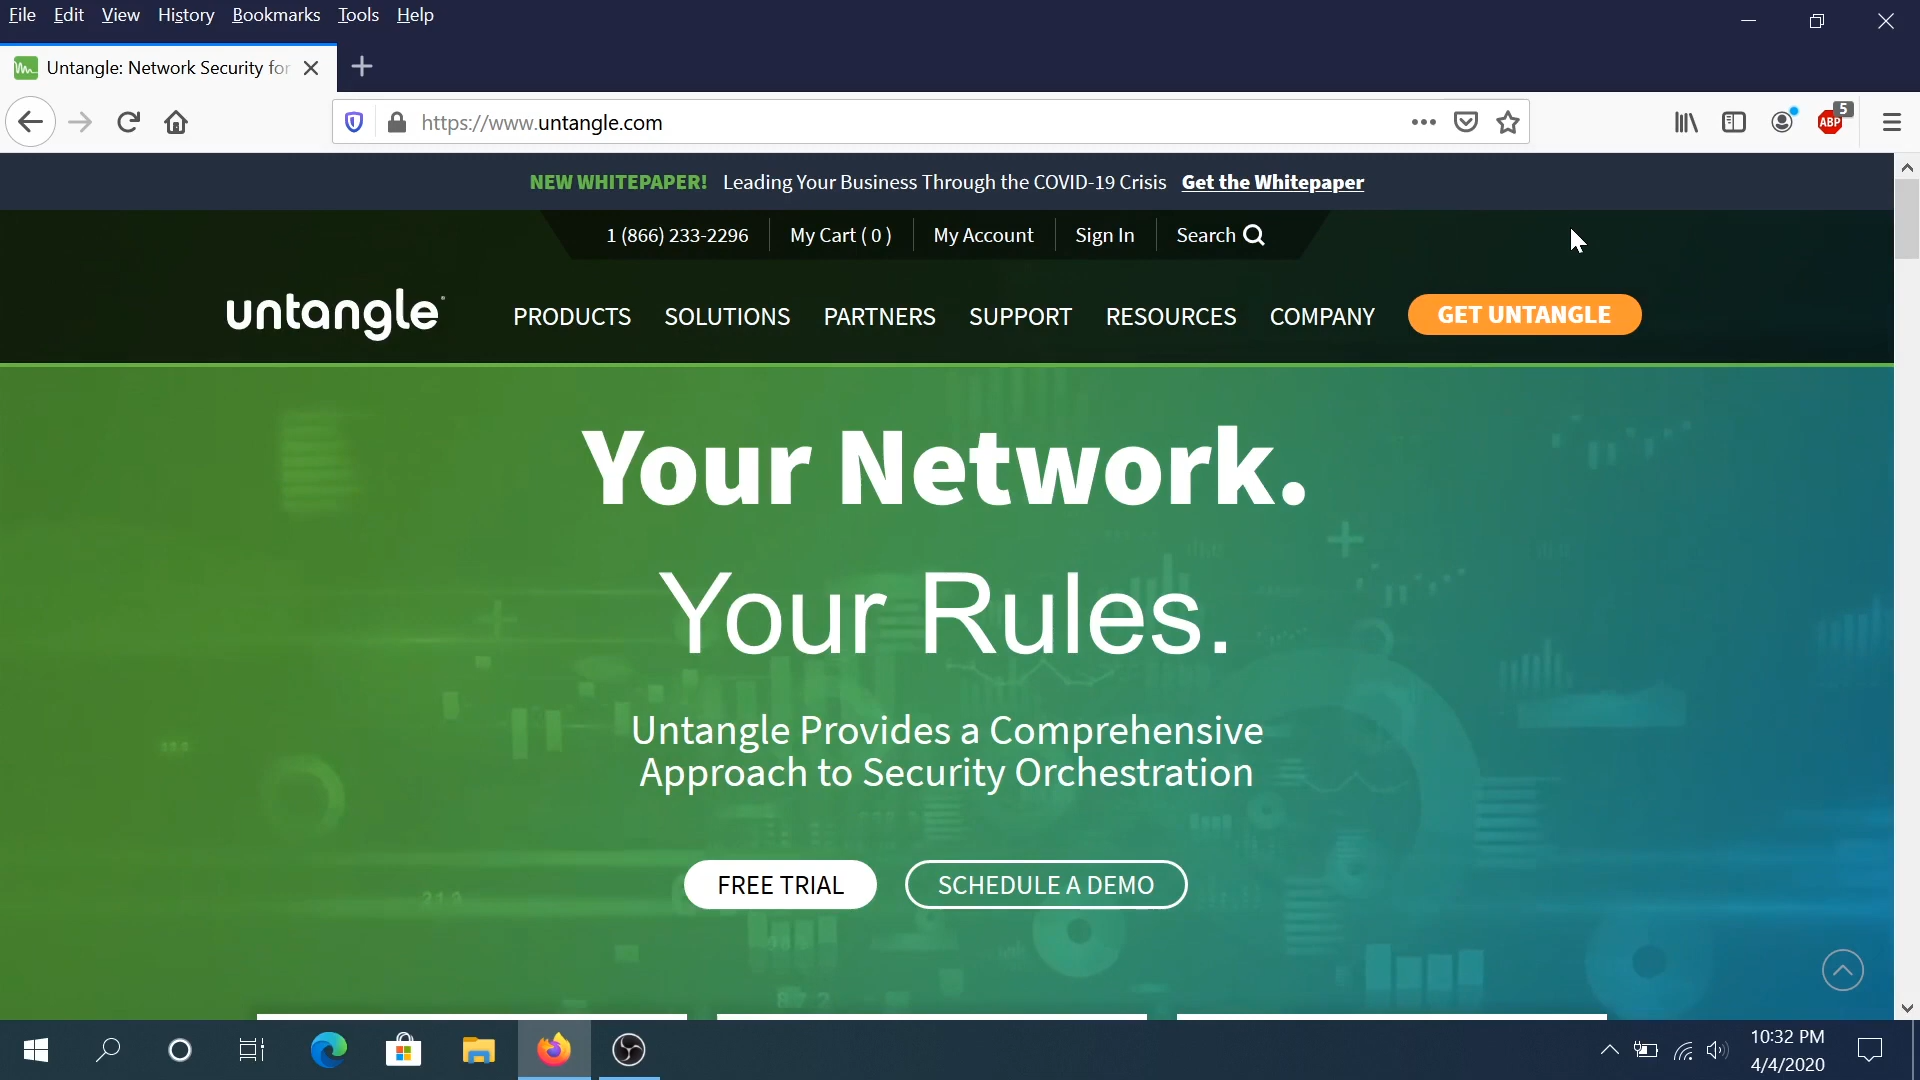 File Edit View History Bookmarks Tools Help
Untangle: Network Security for
https://www.untangle.com
ABP
5
NEW WHITEPAPER! Leading Your Business Through the COVID-19 Crisis Get the Whitepaper
1 (866) 233-2296 My Cart ( 0 ) My Account Sign In Search
untangle
PRODUCTS SOLUTIONS PARTNERS SUPPORT RESOURCES COMPANY GET UNTANGLE
Your Network.
Your Rules.
Untangle Provides a Comprehensive
Approach to Security Orchestration
FREE TRIAL SCHEDULE A DEMO
10:32 PM
4/4/2020